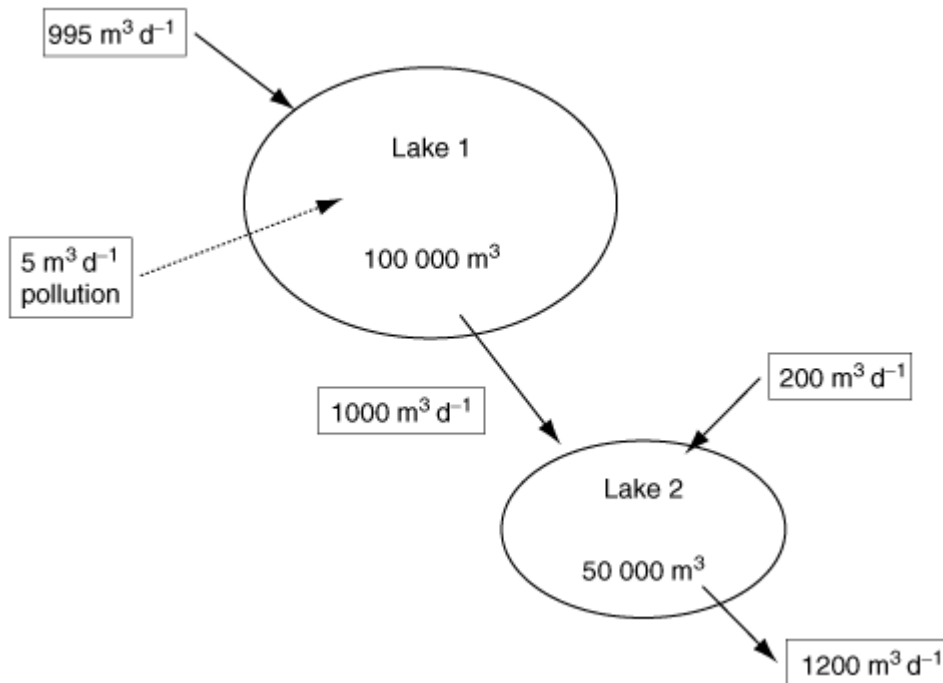 995 m³ d⁻¹
Lake 1
100 000 m³
5 m³ d⁻¹
pollution
1000 m³ d⁻¹
200 m³ d⁻¹
Lake 2
50 000 m³
1200 m³ d⁻¹